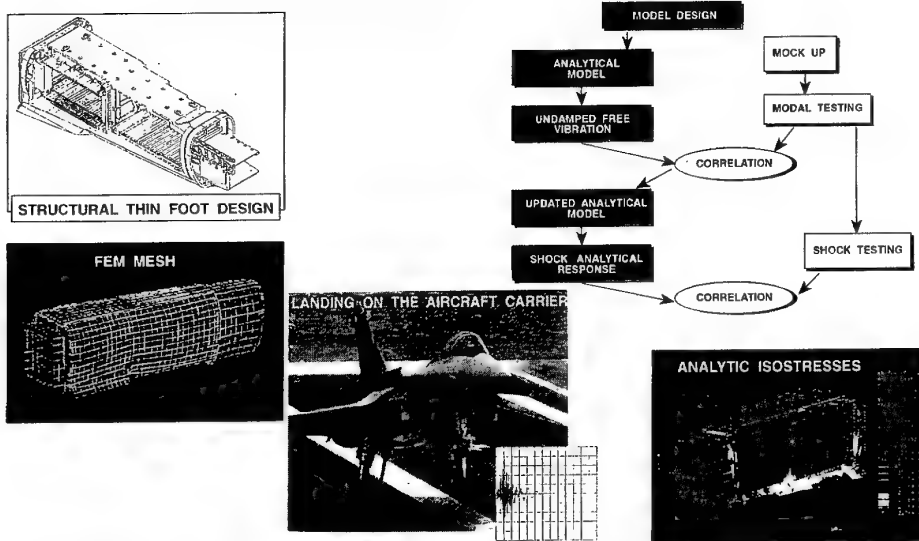 STRUCTURAL THIN FOOT DESIGN
FEM MESH
LANDING ON THE AIRCRAFT CARRIER
MODEL DESIGN
ANALYTICAL
MODEL
UNDAMPED FREE
VIBRATION
MOCK UP
MODAL TESTING
CORRELATION
UPDATED ANALYTICAL
MODEL
SHOCK ANALYTICAL
RESPONSE
SHOCK TESTING
CORRELATION
ANALYTIC ISOSTRESSES